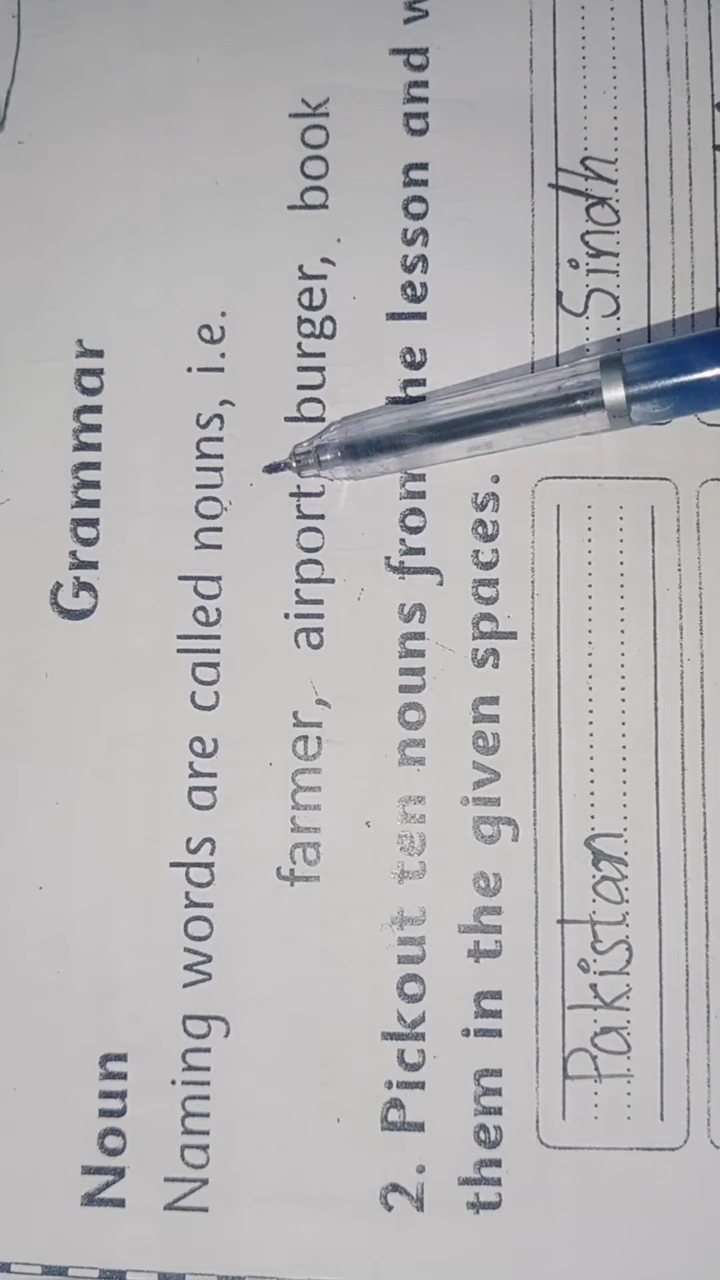 Grammar
Noun
Naming words are called nouns, i.e.
farmer, airport, burger, book
2. Pickout ten nouns from the lesson and
them in the given spaces.
Pakistan Sindh